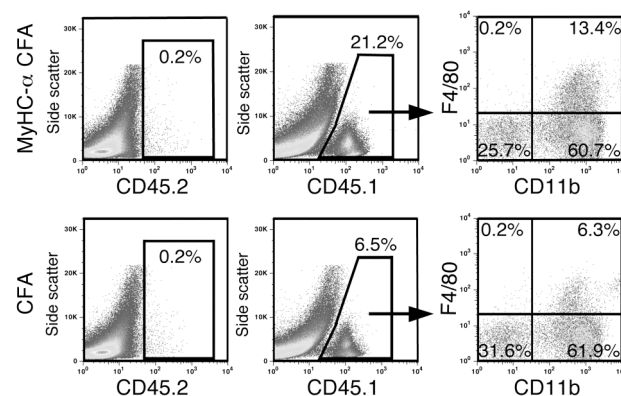 MyHC-α CFA
Side scatter
30K
20K
10K
0
0.2%
10⁰ 10¹ 10² 10³ 10⁴
CD45.2
Side scatter
30K
20K
10K
0
21.2%
10⁰ 10¹ 10² 10³ 10⁴
CD45.1
F4/80
10⁴
10³
10²
10¹
10⁰
0.2% 13.4%
25.7% 60.7%
10⁰ 10¹ 10² 10³ 10⁴
CD11b
CFA
Side scatter
30K
20K
10K
0
0.2%
10⁰ 10¹ 10² 10³ 10⁴
CD45.2
Side scatter
30K
20K
10K
0
6.5%
10⁰ 10¹ 10² 10³ 10⁴
CD45.1
F4/80
10⁴
10³
10²
10¹
10⁰
0.2% 6.3%
31.6% 61.9%
10⁰ 10¹ 10² 10³ 10⁴
CD11b